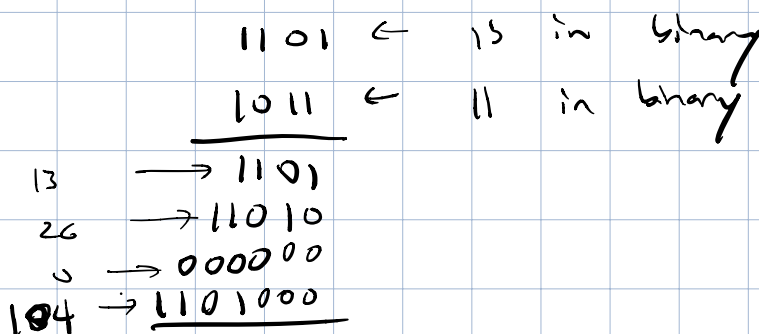 1101 ← 13 in binary
1011 ← 11 in binary
13 → 1101
26 → 11010
0 → 000000
104 → 1101000